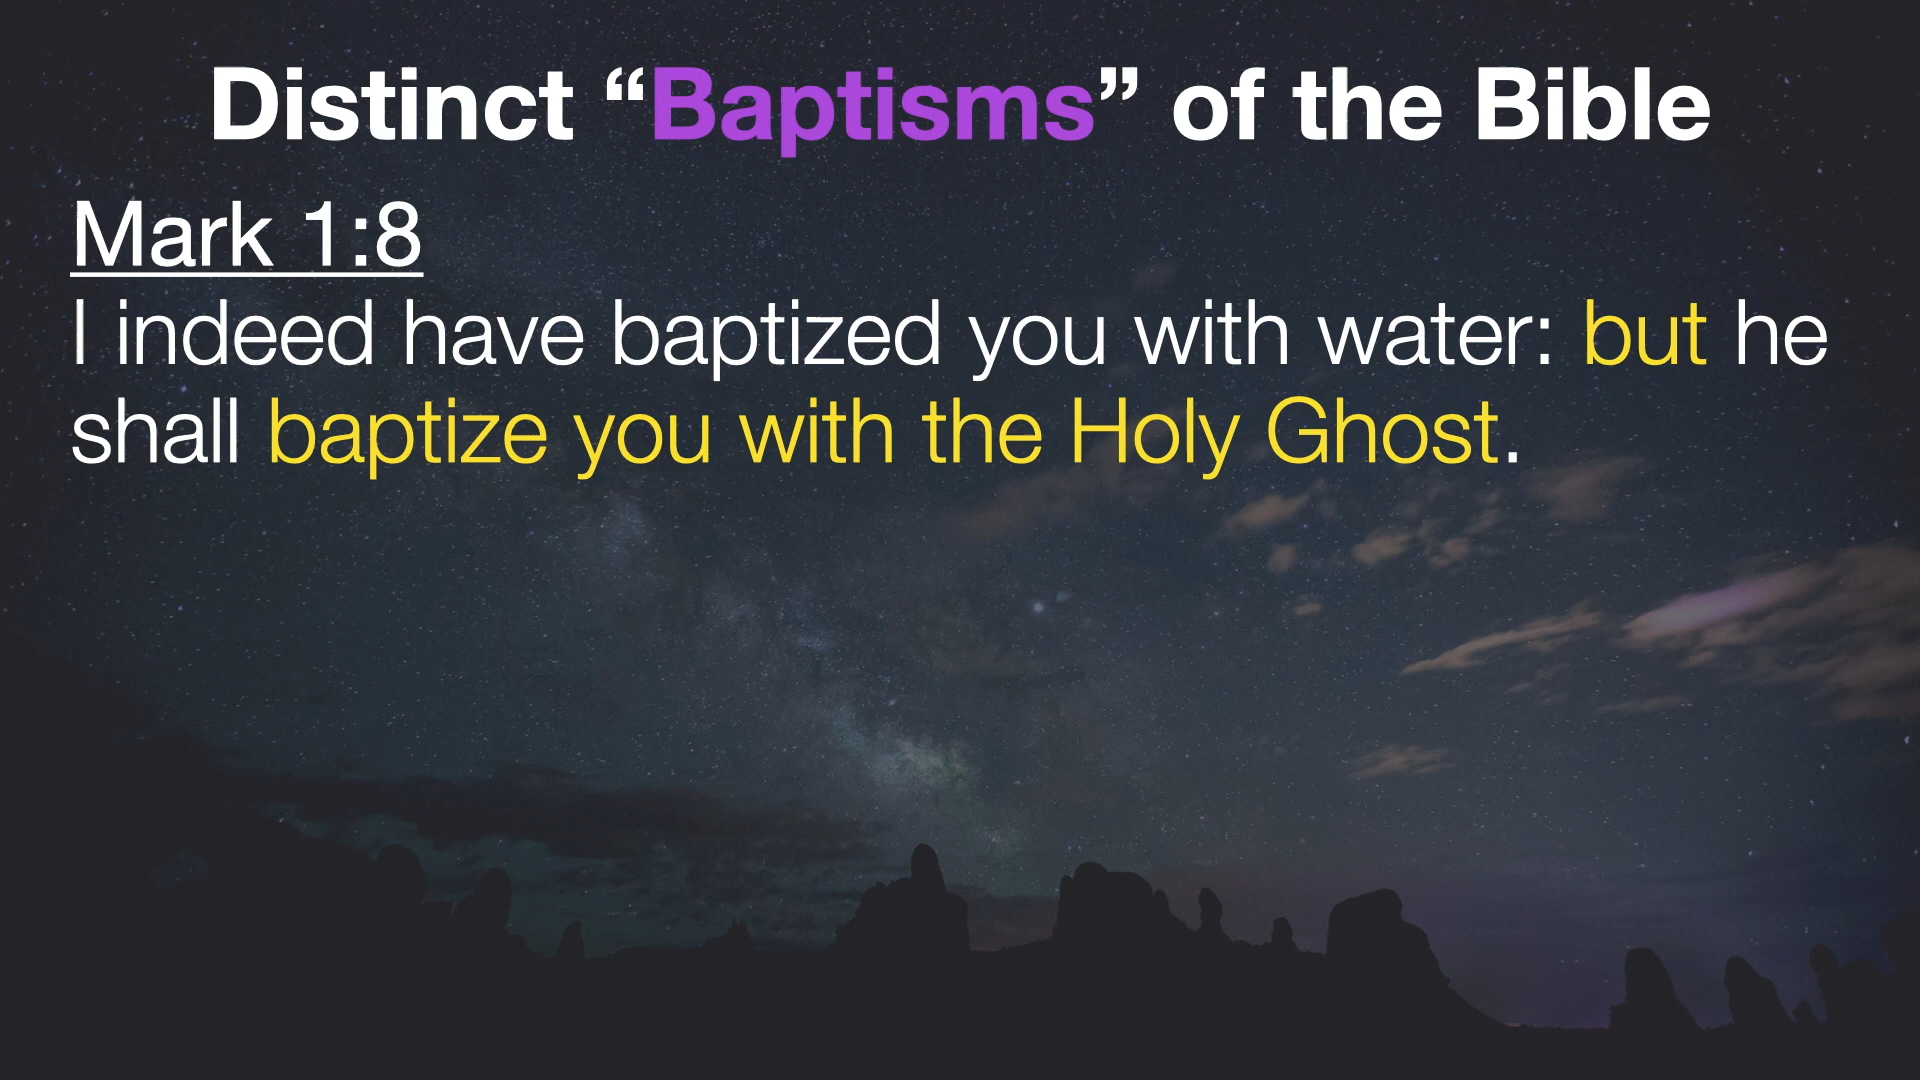 Distinct “Baptisms” of the Bible
Mark 1:8
I indeed have baptized you with water: but he
shall baptize you with the Holy Ghost.